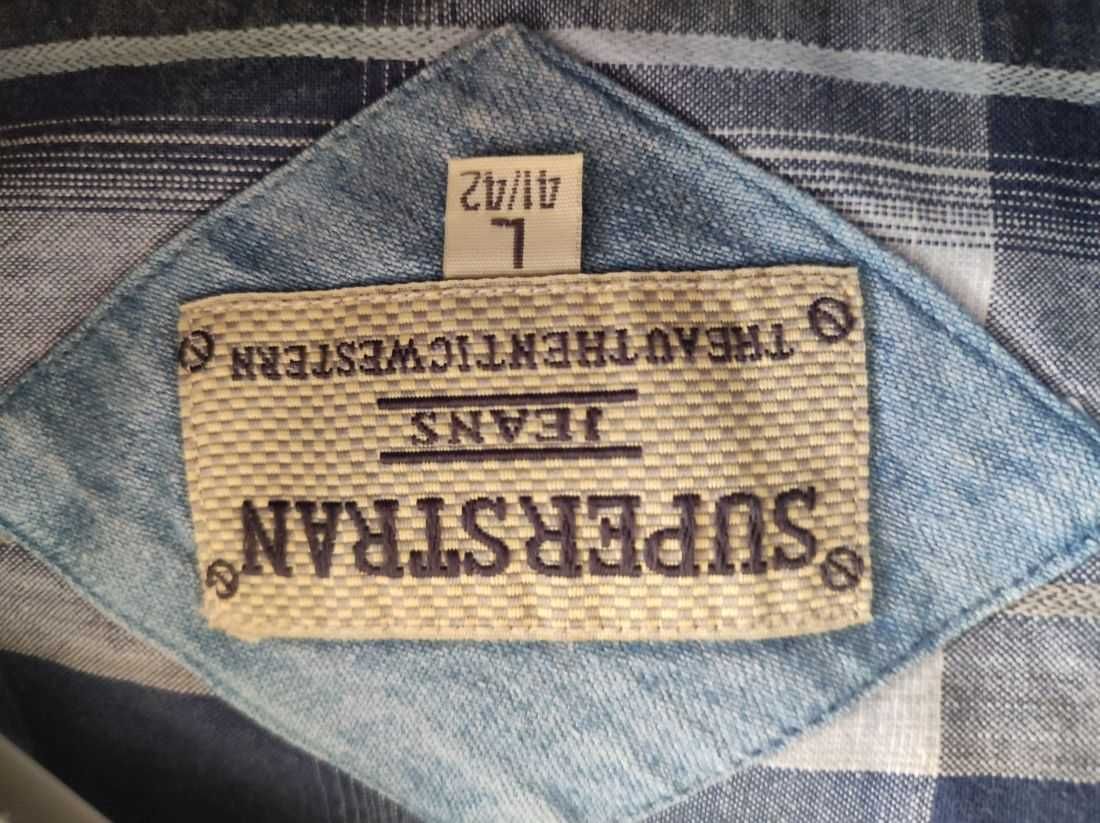 SUPERSTRAN
JEANS
THEAUTHENTICWESTERN
L
41/42